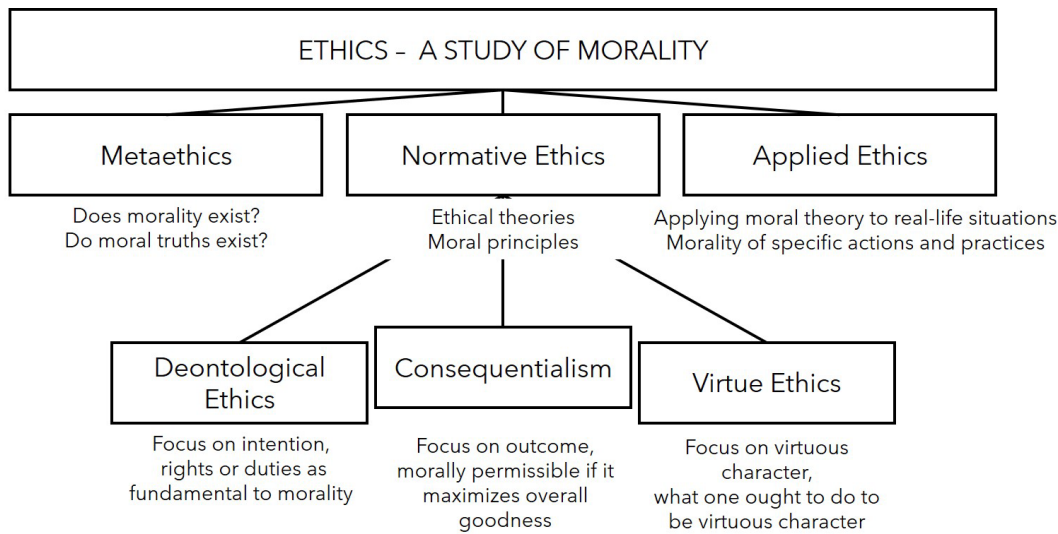 ETHICS – A STUDY OF MORALITY
Metaethics
Does morality exist?
Do moral truths exist?
Normative Ethics
Ethical theories
Moral principles
Applied Ethics
Applying moral theory to real-life situations
Morality of specific actions and practices
Deontological
Ethics
Focus on intention,
rights or duties as
fundamental to morality
Consequentialism
Focus on outcome,
morally permissible if it
maximizes overall
goodness
Virtue Ethics
Focus on virtuous
character,
what one ought to do to
be virtuous character